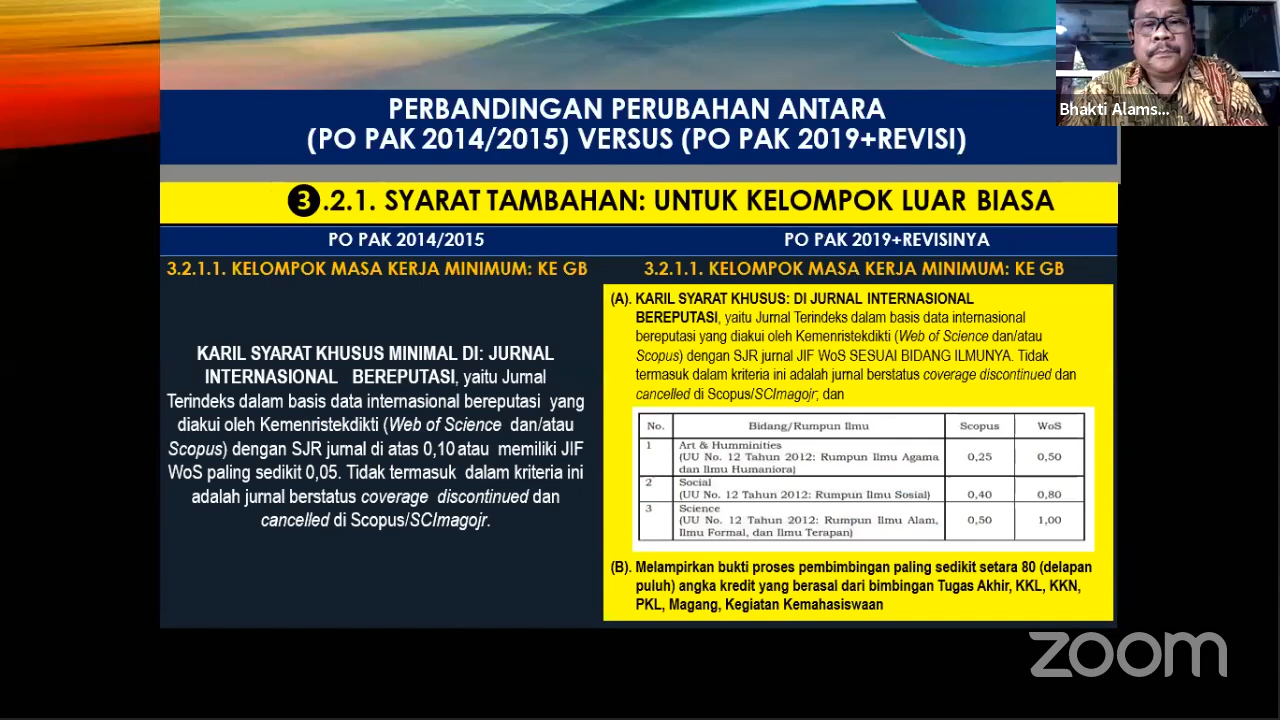 PERBANDINGAN PERUBAHAN ANTARA
(PO PAK 2014/2015) VERSUS (PO PAK 2019+REVISI)
Bhakti Alams...
❸.2.1. SYARAT TAMBAHAN: UNTUK KELOMPOK LUAR BIASA
PO PAK 2014/2015
3.2.1.1. KELOMPOK MASA KERJA MINIMUM: KE GB
KARIL SYARAT KHUSUS MINIMAL DI: JURNAL
INTERNASIONAL BEREPUTASI, yaitu Jurnal
Terindeks dalam basis data internasional bereputasi yang
diakui oleh Kemenristekdikti (Web of Science dan/atau
Scopus) dengan SJR jurnal di atas 0,10 atau memiliki JIF
WoS paling sedikit 0,05. Tidak termasuk dalam kriteria ini
adalah jurnal berstatus coverage discontinued dan
cancelled di Scopus/SCImagojr.
PO PAK 2019+REVISINYA
3.2.1.1. KELOMPOK MASA KERJA MINIMUM: KE GB
(A). KARIL SYARAT KHUSUS: DI JURNAL INTERNASIONAL
BEREPUTASI, yaitu Jurnal Terindeks dalam basis data internasional
bereputasi yang diakui oleh Kemenristekdikti (Web of Science dan/atau
Scopus) dengan SJR jurnal JIF WoS SESUAI BIDANG ILMUNYA. Tidak
termasuk dalam kriteria ini adalah jurnal berstatus coverage discontinued dan
cancelled di Scopus/SCImagojr; dan
No. Bidang/Rumpun Ilmu Scopus WoS
1 Art & Humminities
(UU No. 12 Tahun 2012: Rumpun Ilmu Agama 0,25 0,50
dan Ilmu Humaniora)
2 Social
(UU No. 12 Tahun 2012: Rumpun Ilmu Sosial) 0,40 0,80
3 Science
(UU No. 12 Tahun 2012: Rumpun Ilmu Alam, 0,50 1,00
Ilmu Formal, dan Ilmu Terapan)
(B). Melampirkan bukti proses pembimbingan paling sedikit setara 80 (delapan
puluh) angka kredit yang berasal dari bimbingan Tugas Akhir, KKL, KKN,
PKL, Magang, Kegiatan Kemahasiswaan
zoom